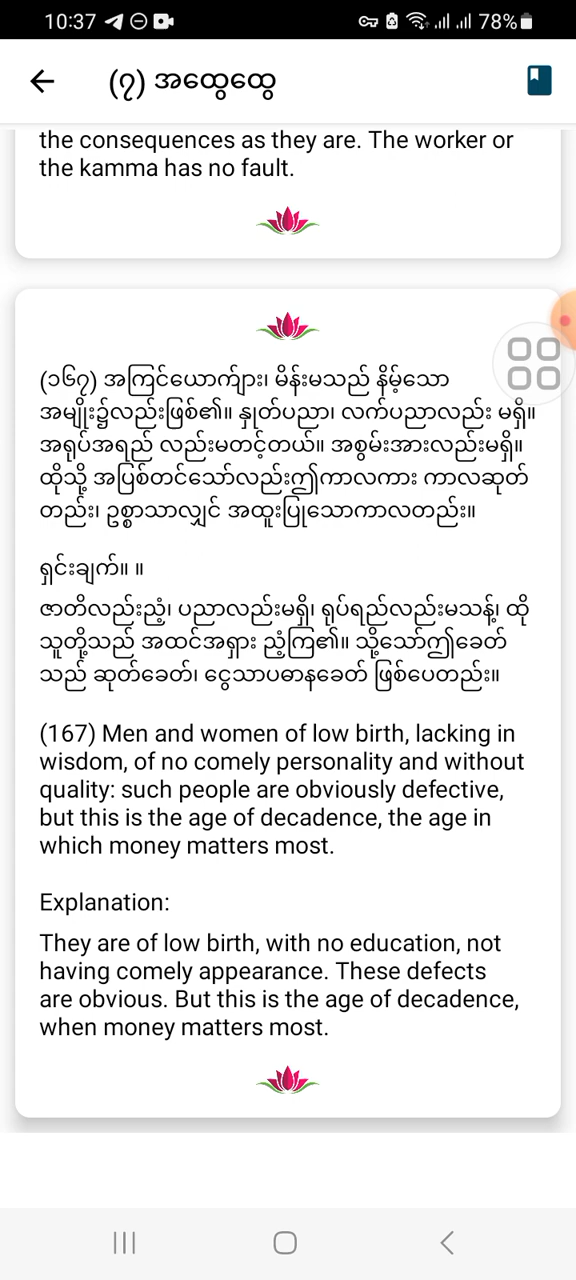 10:37
78%
(၇) အထွေထွေ
the consequences as they are. The worker or
the kamma has no fault.
(၁၆၇) အကြင်ယောက်ျား၊ မိန်းမသည် နိမ့်သော
အမျိုး၌လည်းဖြစ်၏။ နှုတ်ပညာ၊ လက်ပညာလည်း မရှိ။
အရုပ်အရည် လည်းမတင့်တယ်။ အစွမ်းအားလည်းမရှိ။
ထိုသို့ အပြစ်တင်သော်လည်းဤကာလကား ကာလဆုတ်
တည်း၊ ဥစ္စာသာလျှင် အထူးပြုသောကာလတည်း။
ရှင်းချက်။ ။
ဇာတိလည်းညံ့၊ ပညာလည်းမရှိ၊ ရုပ်ရည်လည်းမသန့်၊ ထို
သူတို့သည် အထင်အရှား ညံ့ကြ၏။ သို့သော်ဤခေတ်
သည် ဆုတ်ခေတ်၊ ငွေသာပဓာနခေတ် ဖြစ်ပေတည်း။
(167) Men and women of low birth, lacking in
wisdom, of no comely personality and without
quality: such people are obviously defective,
but this is the age of decadence, the age in
which money matters most.
Explanation:
They are of low birth, with no education, not
having comely appearance. These defects
are obvious. But this is the age of decadence,
when money matters most.